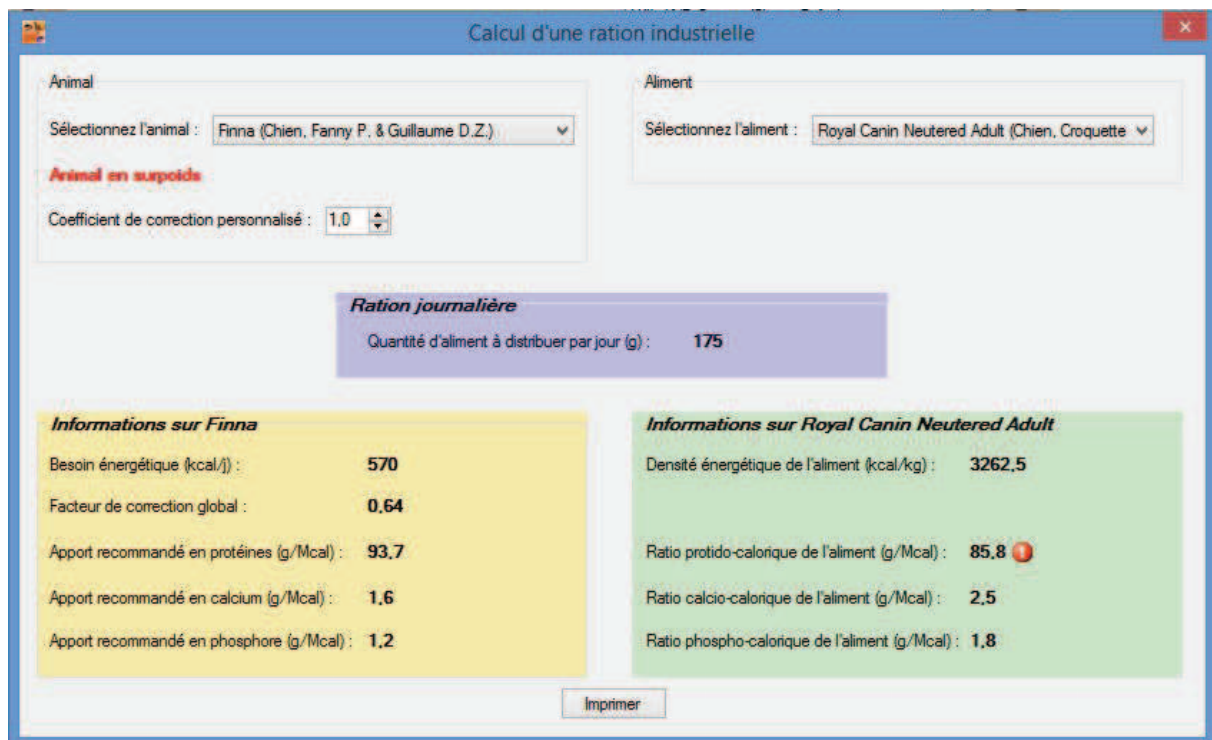 Calcul d'une ration industrielle
Animal
Sélectionnez l'animal : Finna (Chien, Fanny P. & Guillaume D.Z.)
Animal en surpoids
Coefficient de correction personnalisé : 1,0
Aliment
Sélectionnez l'aliment : Royal Canin Neutered Adult (Chien, Croquette
Ration journalière
Quantité d'aliment à distribuer par jour (g) : 175
Informations sur Finna
Besoin énergétique (kcal/j) : 570
Facteur de correction global : 0,64
Apport recommandé en protéines (g/Mcal) : 93,7
Apport recommandé en calcium (g/Mcal) : 1,6
Apport recommandé en phosphore (g/Mcal) : 1,2
Informations sur Royal Canin Neutered Adult
Densité énergétique de l'aliment (kcal/kg) : 3262,5
Ratio protido-calorique de l'aliment (g/Mcal) : 85,8
Ratio calcio-calorique de l'aliment (g/Mcal) : 2,5
Ratio phospho-calorique de l'aliment (g/Mcal) : 1,8
Imprimer